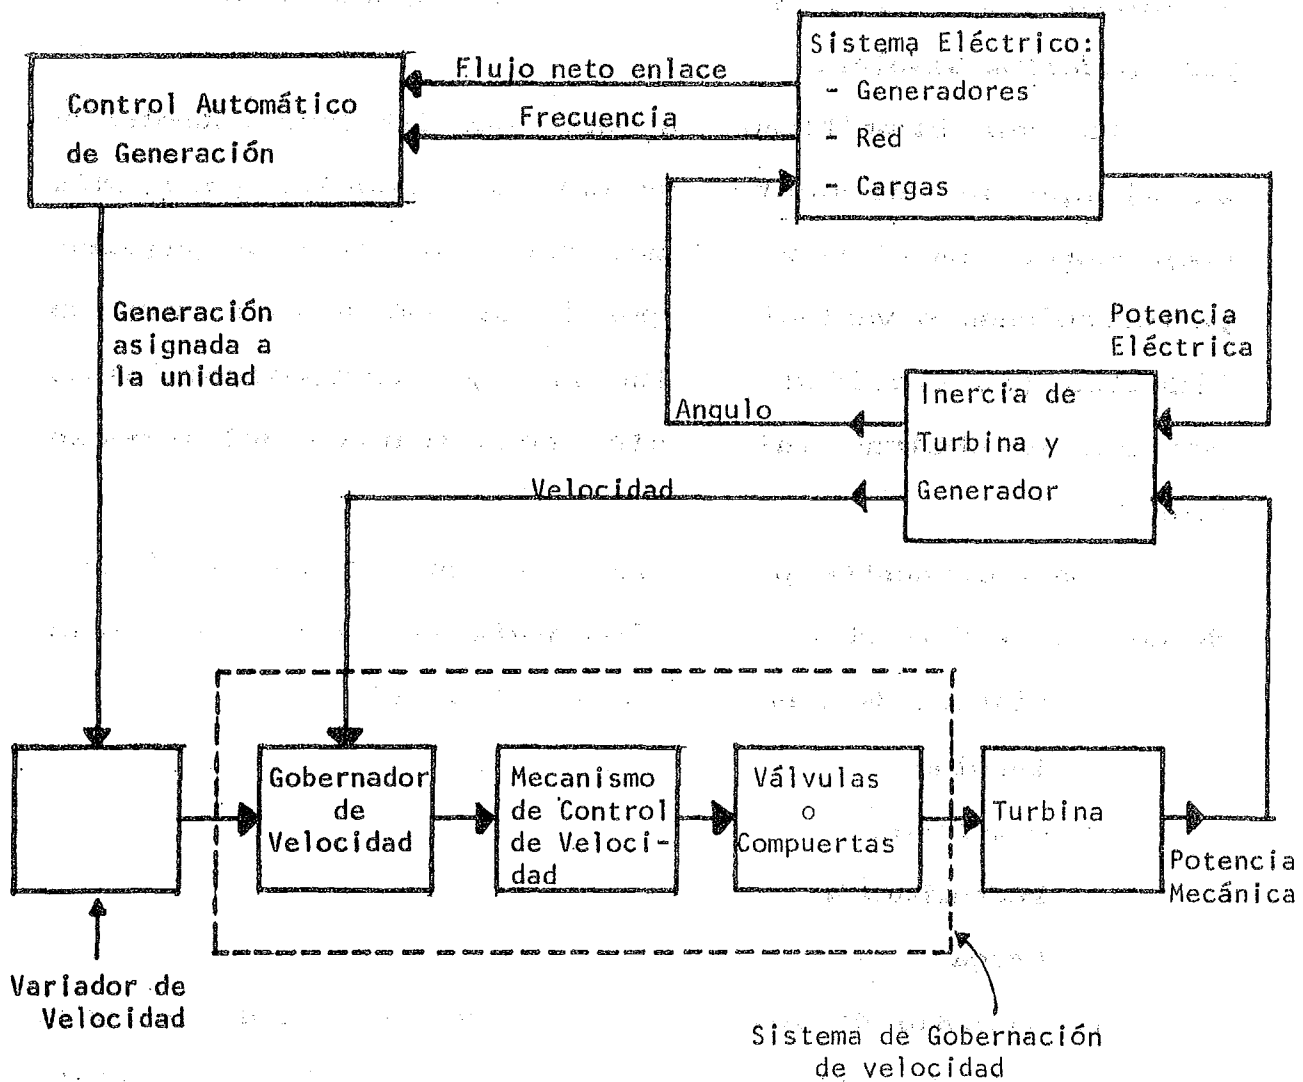 Sistema Eléctrico:
- Generadores
- Red
- Cargas
Flujo neto enlace
Frecuencia
Control Automático
de Generación
Generación
asignada a
la unidad
Potencia
Eléctrica
Inercia de
Turbina y
Generador
Angulo
Velocidad
Gobernador
de
Velocidad
Mecanismo
de Control
de Veloci-
dad
Válvulas
o
Compuertas
Turbina
Potencia
Mecánica
Variador de
Velocidad
Sistema de Gobernación
de velocidad